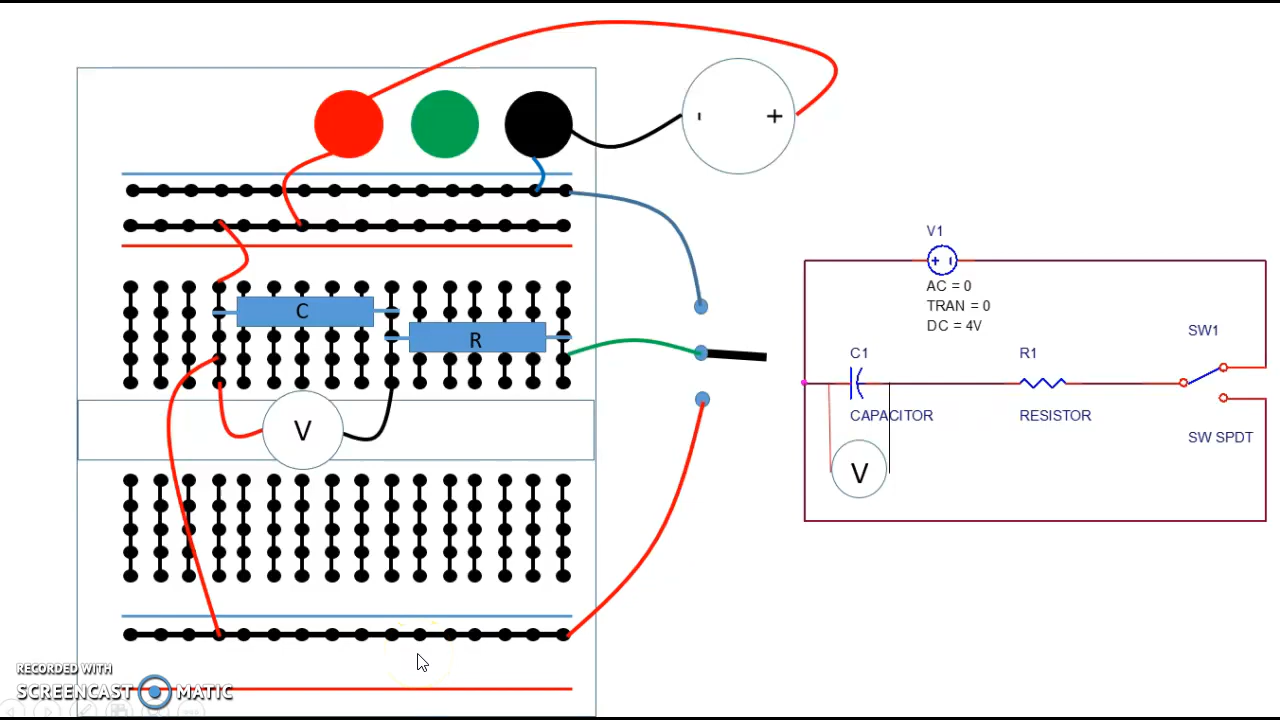 - +
V1
AC = 0
TRAN = 0
DC = 4V
C
R
SW1
C1
R1
CAPACITOR
RESISTOR
SW SPDT
V
V
+
RECORDED WITH
SCREENCAST MATIC